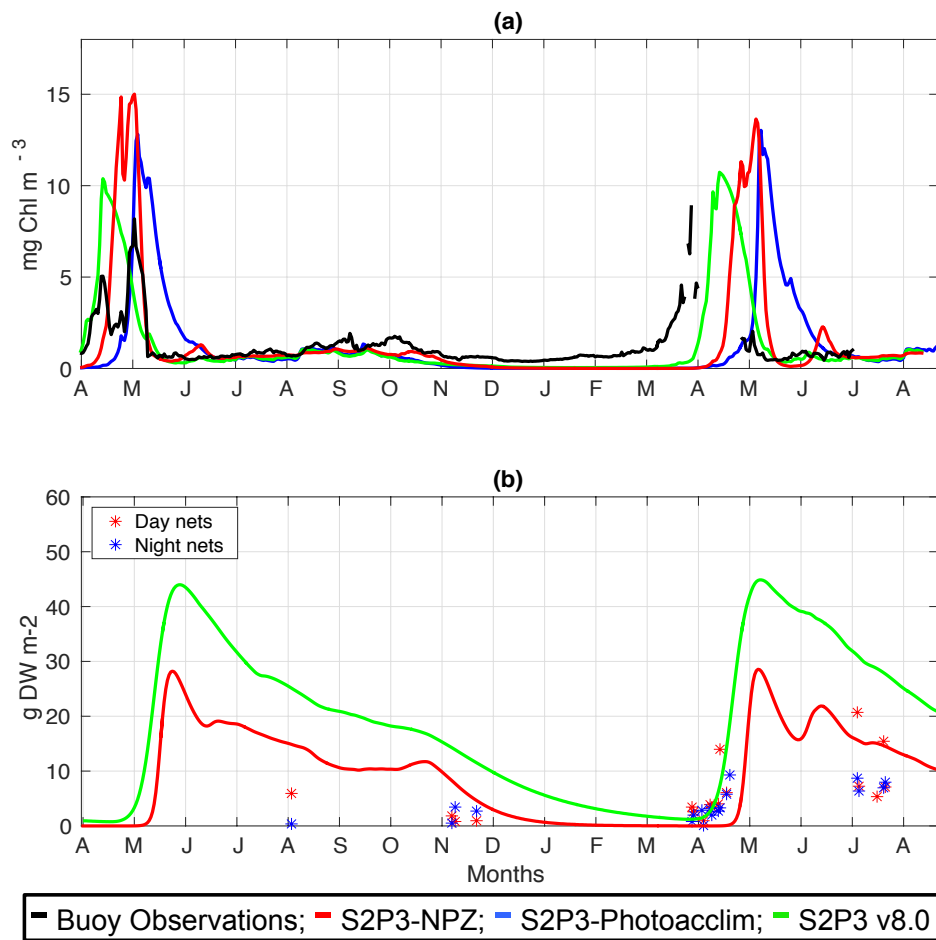 (a)
15
10
5
0
mg Chl m ⁻ ³
A M J J A S O N D J F M A M J J A
(b)
60
50
40
30
20
10
0
g DW m-2
Day nets
Night nets
A M J J A S O N D J F M A M J J A
Months
Buoy Observations; S2P3-NPZ; S2P3-Photoacclim; S2P3 v8.0